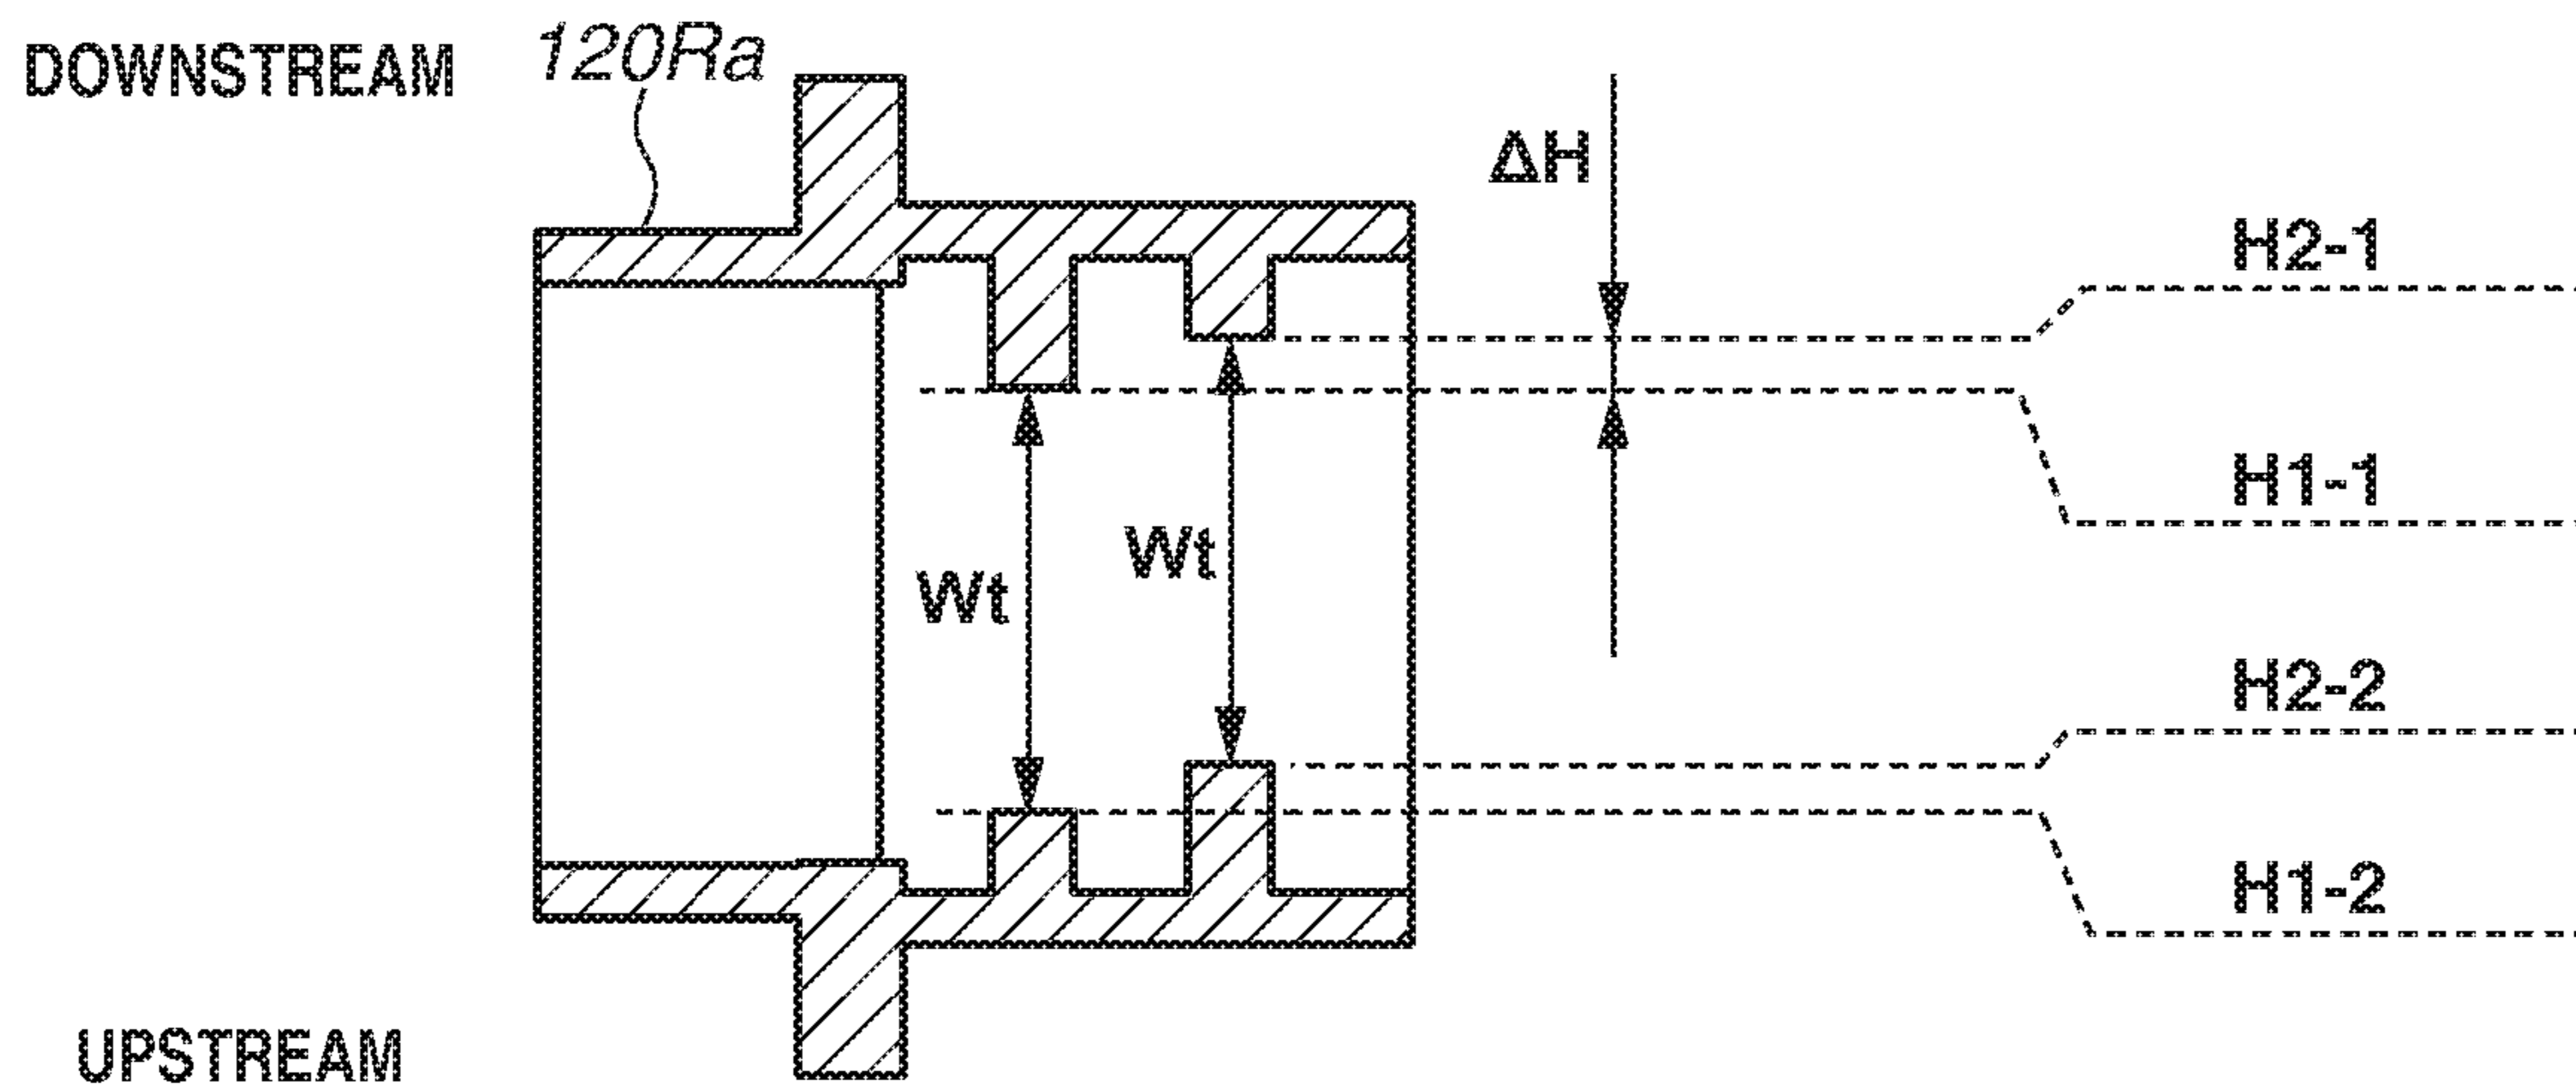 DOWNSTREAM
120Ra
ΔH
H2-1
H1-1
Wt
Wt
H2-2
H1-2
UPSTREAM